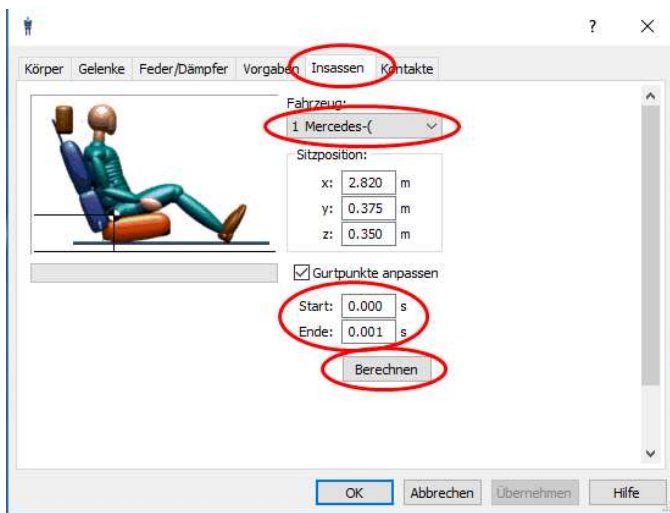 ?
Körper Gelenke Feder/Dämpfer Vorgaben Insassen Kontakte
Fahrzeug:
1 Mercedes-(
Sitzposition:
x: 2.820 m
y: 0.375 m
z: 0.350 m
Gurtpunkte anpassen
Start: 0.000 s
Ende: 0.001 s
Berechnen
OK Abbrechen Übernehmen Hilfe